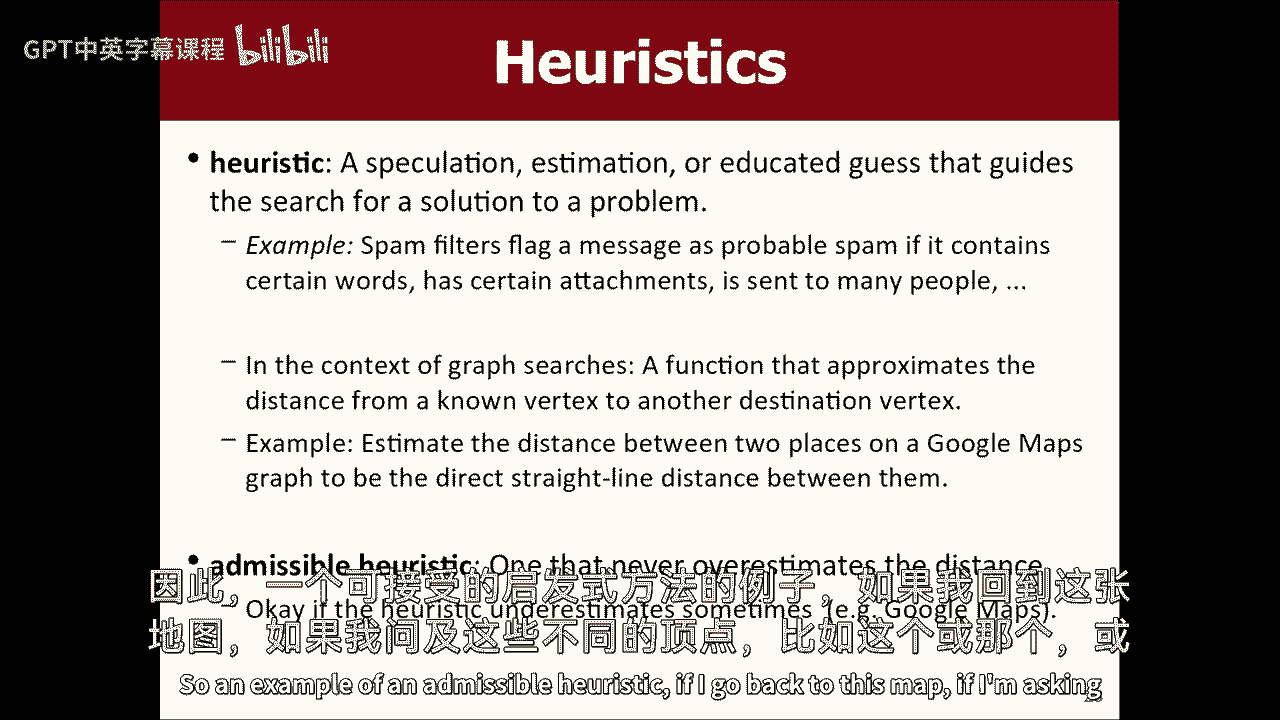 GPT中英字幕课程 bilibili
Heuristics
• heuristic: A speculation, estimation, or educated guess that guides
the search for a solution to a problem.
– Example: Spam filters flag a message as probable spam if it contains
certain words, has certain attachments, is sent to many people, ...
– In the context of graph searches: A function that approximates the
distance from a known vertex to another destination vertex.
– Example: Estimate the distance between two places on a Google Maps
graph to be the direct straight-line distance between them.
• admissible heuristic: One that never overestimates the distance.
Okay if the heuristic underestimates sometimes (e.g. Google Maps).
因此，一个可接受的启发式方法的例子，如果我回到这张
地图，如果我问及这些不同的顶点，比如这个或那个，或
So an example of an admissible heuristic, if I go back to this map, if I'm asking